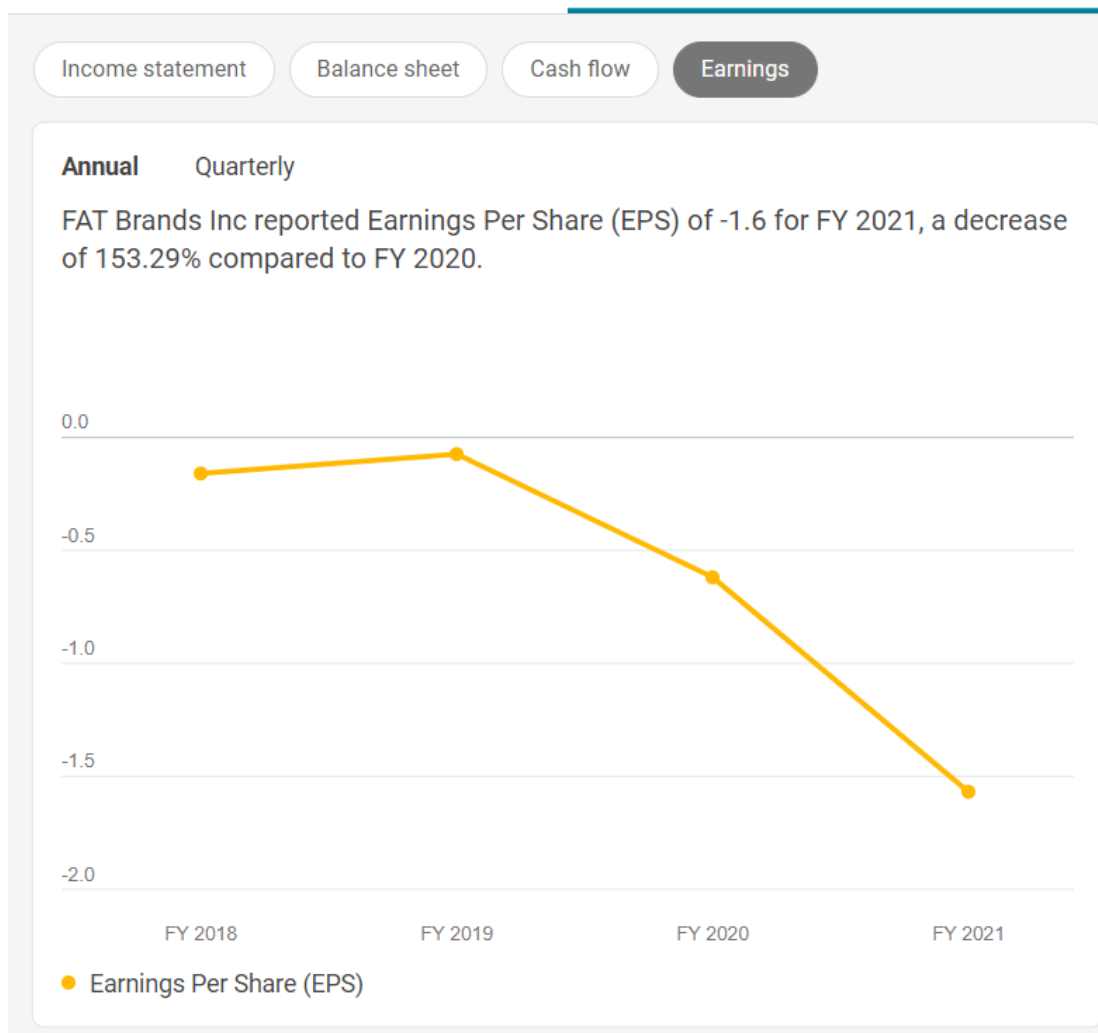 Income statement Balance sheet Cash flow Earnings
Annual Quarterly
FAT Brands Inc reported Earnings Per Share (EPS) of -1.6 for FY 2021, a decrease
of 153.29% compared to FY 2020.
0.0
-0.5
-1.0
-1.5
-2.0
FY 2018 FY 2019 FY 2020 FY 2021
Earnings Per Share (EPS)